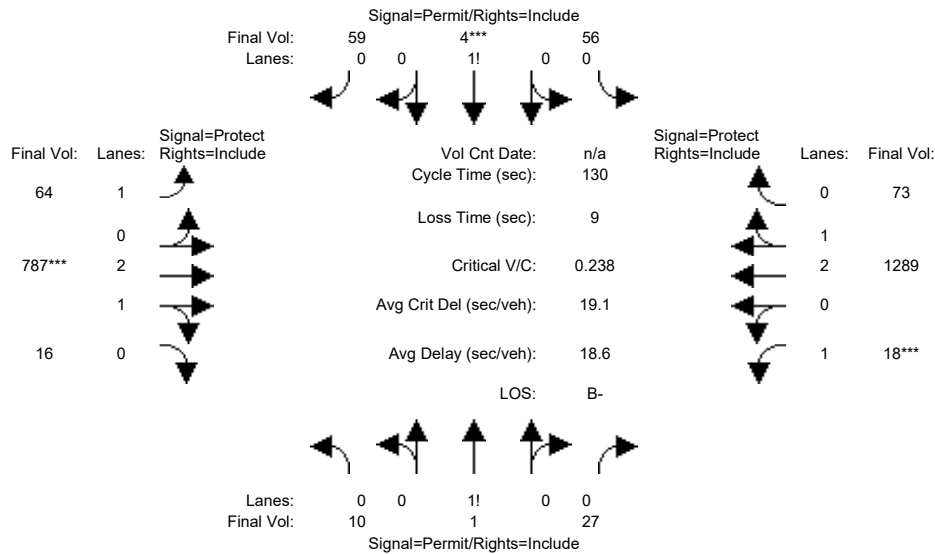 Signal=Permit/Rights=Include
Final Vol: 59 4*** 56
Lanes: 0 0 1! 0 0
Signal=Protect Signal=Protect
Final Vol: Lanes: Rights=Include Vol Cnt Date: n/a Rights=Include Lanes: Final Vol:
Cycle Time (sec): 130
64 1 0 73
Loss Time (sec): 9
0 1
787*** 2 Critical V/C: 0.238 2 1289
1 Avg Crit Del (sec/veh): 19.1 0
16 0 Avg Delay (sec/veh): 18.6 1 18***
LOS: B-
Lanes: 0 0 1! 0 0
Final Vol: 10 1 27
Signal=Permit/Rights=Include